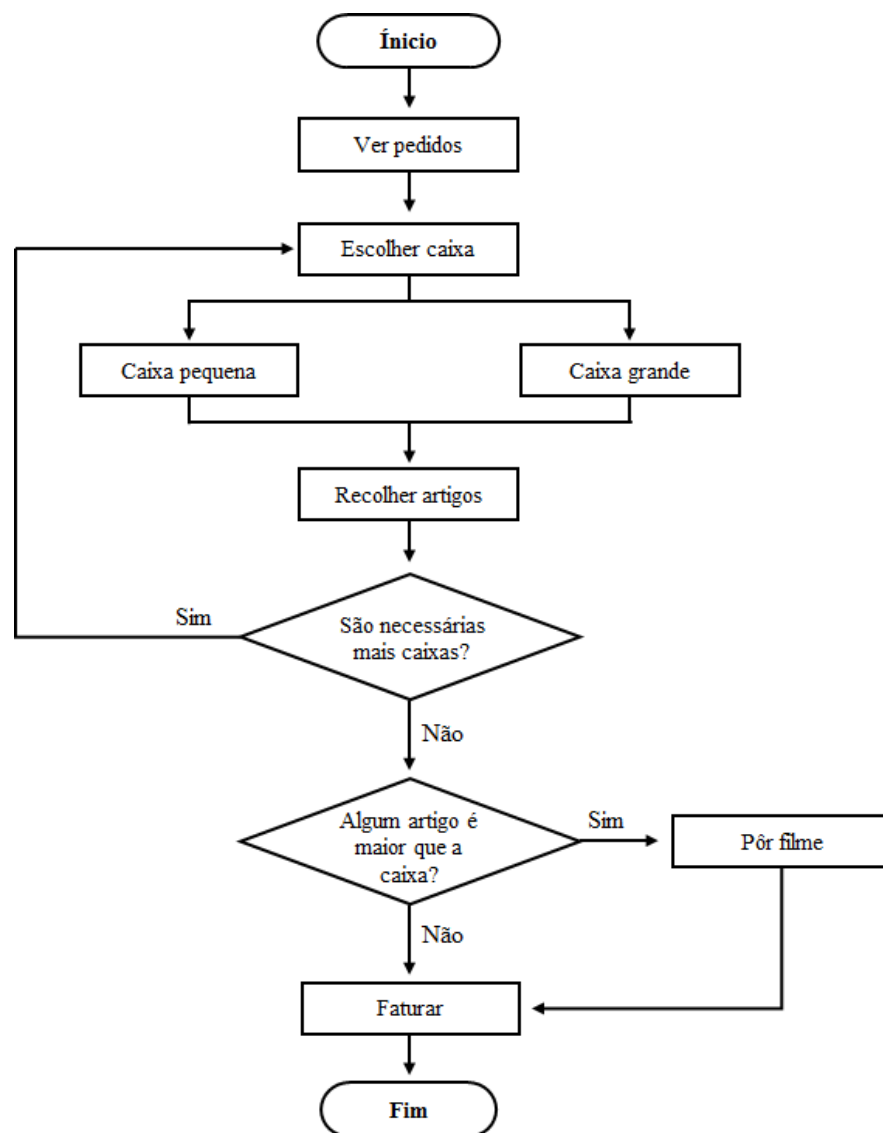 Ínicio
Ver pedidos
Escolher caixa
Caixa pequena
Caixa grande
Recolher artigos
Sim
São necessárias
mais caixas?
Não
Algum artigo é
maior que a
caixa?
Sim
Pôr filme
Não
Faturar
Fim